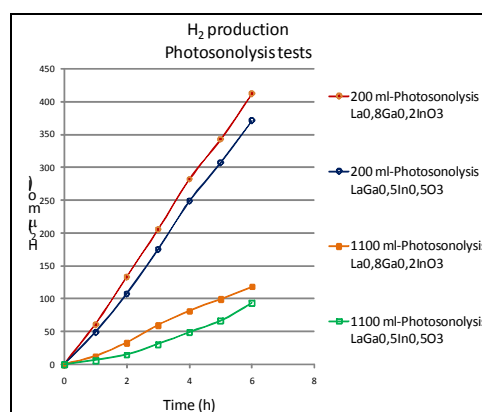 H2 production
Photosonolysis tests
450
400
350
300
250
200
150
100
50
0
0
2
4
6
8
H2(µmol)
Time (h)
200 ml-Photosonolysis
La0,8Ga0,2InO3
200 ml-Photosonolysis
LaGa0,5In0,5O3
1100 ml-Photosonolysis
La0,8Ga0,2InO3
1100 ml-Photosonolysis
LaGa0,5In0,5O3